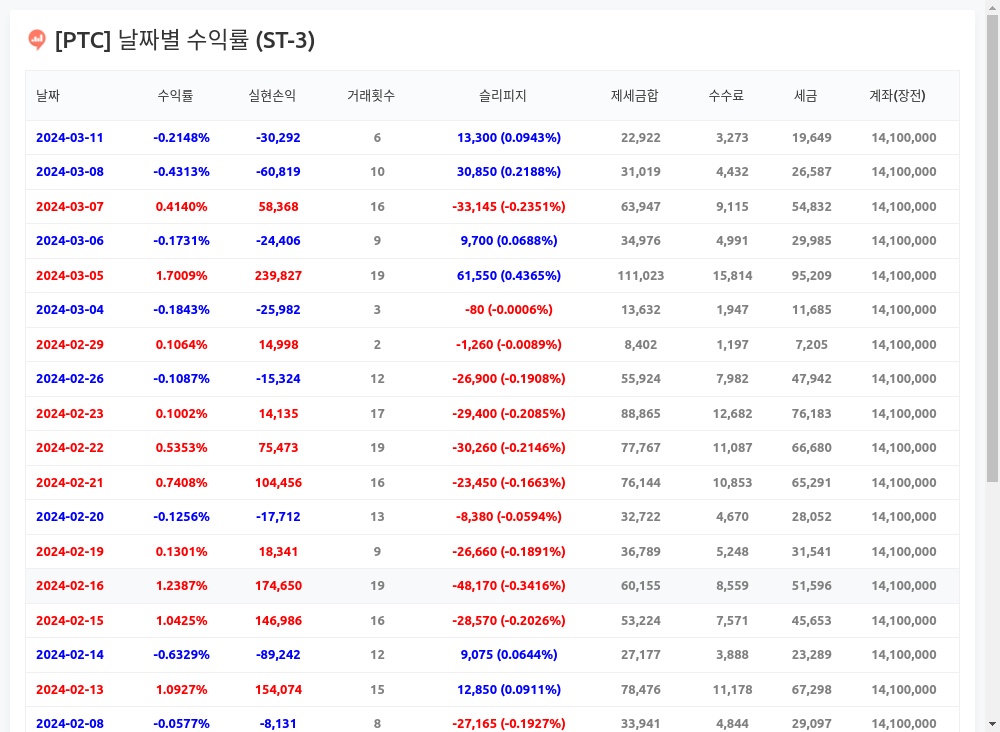 [PTC] 날짜별 수익률 (ST-3)
날짜 수익률 실현손익 거래횟수 슬리피지 제세금합 수수료 세금 계좌(장전)
2024-03-11 -0.2148% -30,292 6 13,300 (0.0943%) 22,922 3,273 19,649 14,100,000
2024-03-08 -0.4313% -60,819 10 30,850 (0.2188%) 31,019 4,432 26,587 14,100,000
2024-03-07 0.4140% 58,368 16 -33,145 (-0.2351%) 63,947 9,115 54,832 14,100,000
2024-03-06 -0.1731% -24,406 9 9,700 (0.0688%) 34,976 4,991 29,985 14,100,000
2024-03-05 1.7009% 239,827 19 61,550 (0.4365%) 111,023 15,814 95,209 14,100,000
2024-03-04 -0.1843% -25,982 3 -80 (-0.0006%) 13,632 1,947 11,685 14,100,000
2024-02-29 0.1064% 14,998 2 -1,260 (-0.0089%) 8,402 1,197 7,205 14,100,000
2024-02-26 -0.1087% -15,324 12 -26,900 (-0.1908%) 55,924 7,982 47,942 14,100,000
2024-02-23 0.1002% 14,135 17 -29,400 (-0.2085%) 88,865 12,682 76,183 14,100,000
2024-02-22 0.5353% 75,473 19 -30,260 (-0.2146%) 77,767 11,087 66,680 14,100,000
2024-02-21 0.7408% 104,456 16 -23,450 (-0.1663%) 76,144 10,853 65,291 14,100,000
2024-02-20 -0.1256% -17,712 13 -8,380 (-0.0594%) 32,722 4,670 28,052 14,100,000
2024-02-19 0.1301% 18,341 9 -26,660 (-0.1891%) 36,789 5,248 31,541 14,100,000
2024-02-16 1.2387% 174,650 19 -48,170 (-0.3416%) 60,155 8,559 51,596 14,100,000
2024-02-15 1.0425% 146,986 16 -28,570 (-0.2026%) 53,224 7,571 45,653 14,100,000
2024-02-14 -0.6329% -89,242 12 9,075 (0.0644%) 27,177 3,888 23,289 14,100,000
2024-02-13 1.0927% 154,074 15 12,850 (0.0911%) 78,476 11,178 67,298 14,100,000
2024-02-08 -0.0577% -8,131 8 -27,165 (-0.1927%) 33,941 4,844 29,097 14,100,000